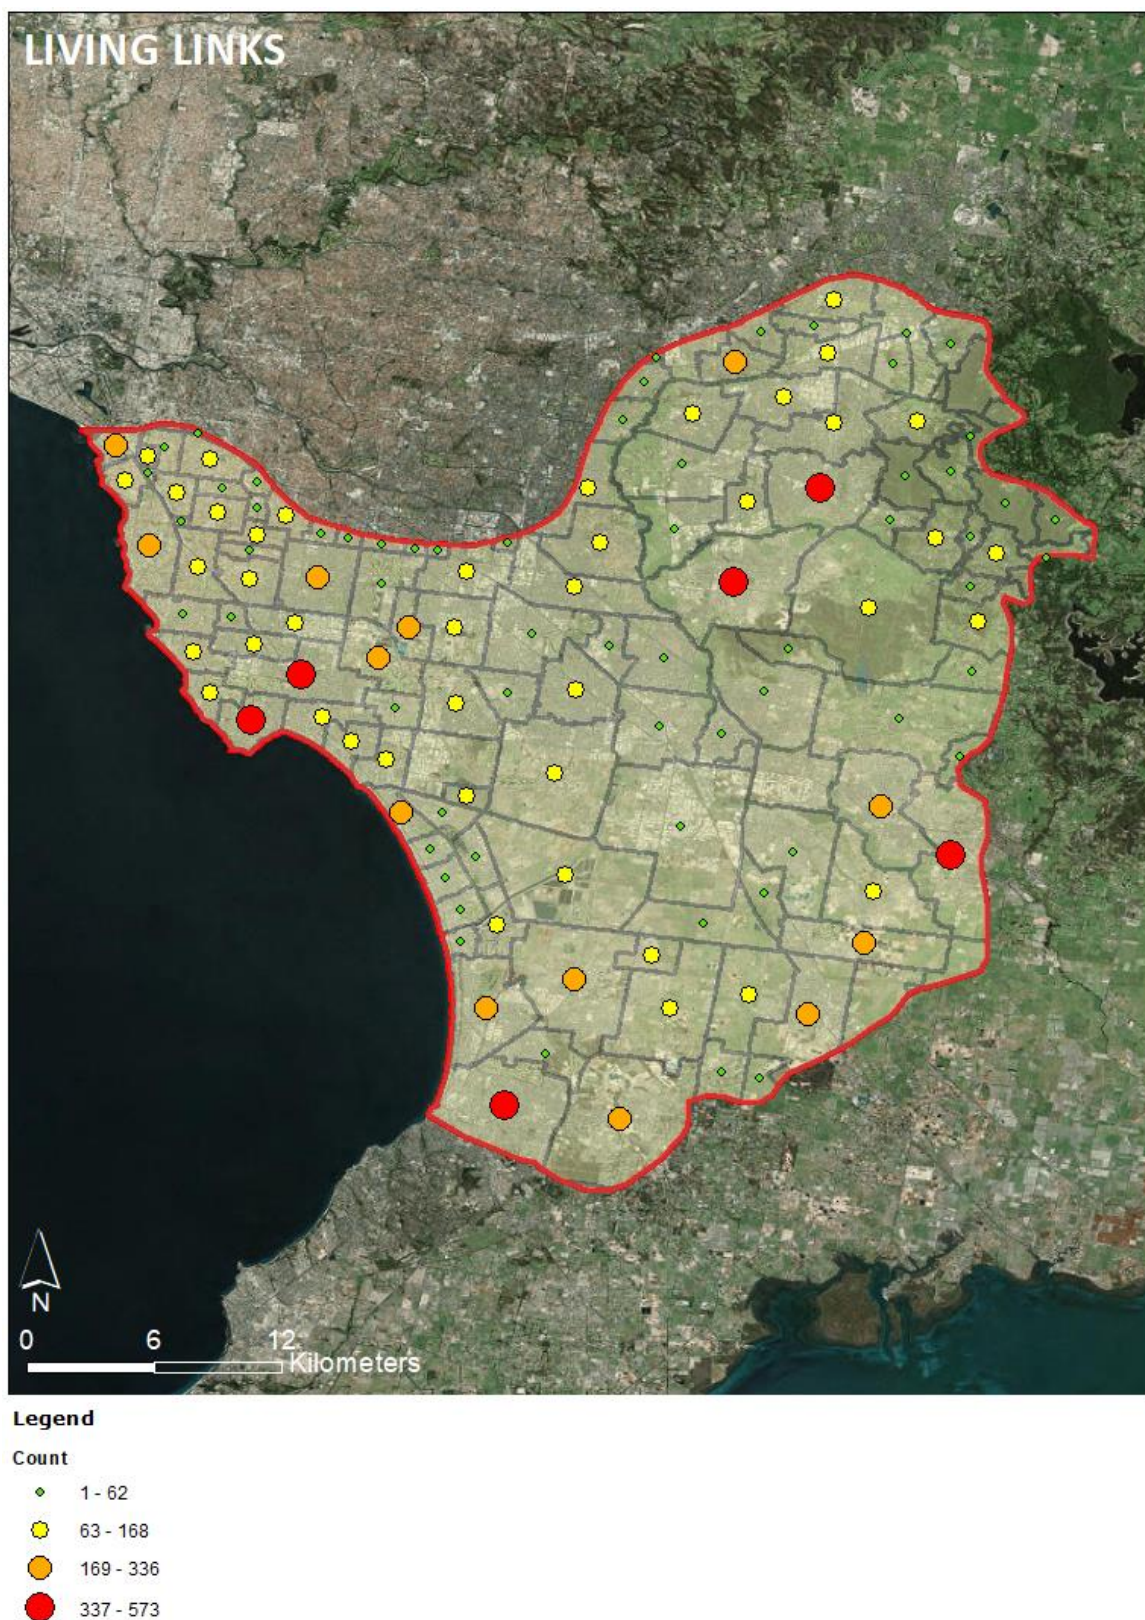 LIVING LINKS
N
0 6 12
Kilometers
Legend
Count
1 - 62
63 - 168
169 - 336
337 - 573